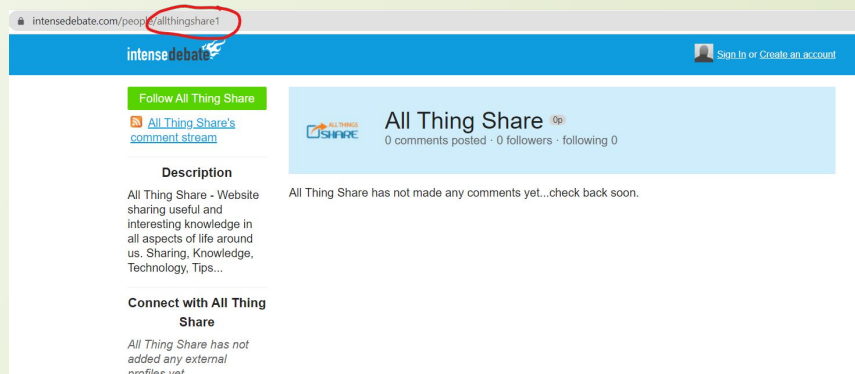 intensedebate.com/people/allthingshare1
intensedebate
Sign In or Create an account
Follow All Thing Share
All Thing Share's
comment stream
Description
All Thing Share - Website
sharing useful and
interesting knowledge in
all aspects of life around
us. Sharing, Knowledge,
Technology, Tips...
Connect with All Thing
Share
All Thing Share has not
added any external
profiles yet
ALL THINGS
SHARE
All Thing Share 0p
0 comments posted · 0 followers · following 0
All Thing Share has not made any comments yet...check back soon.